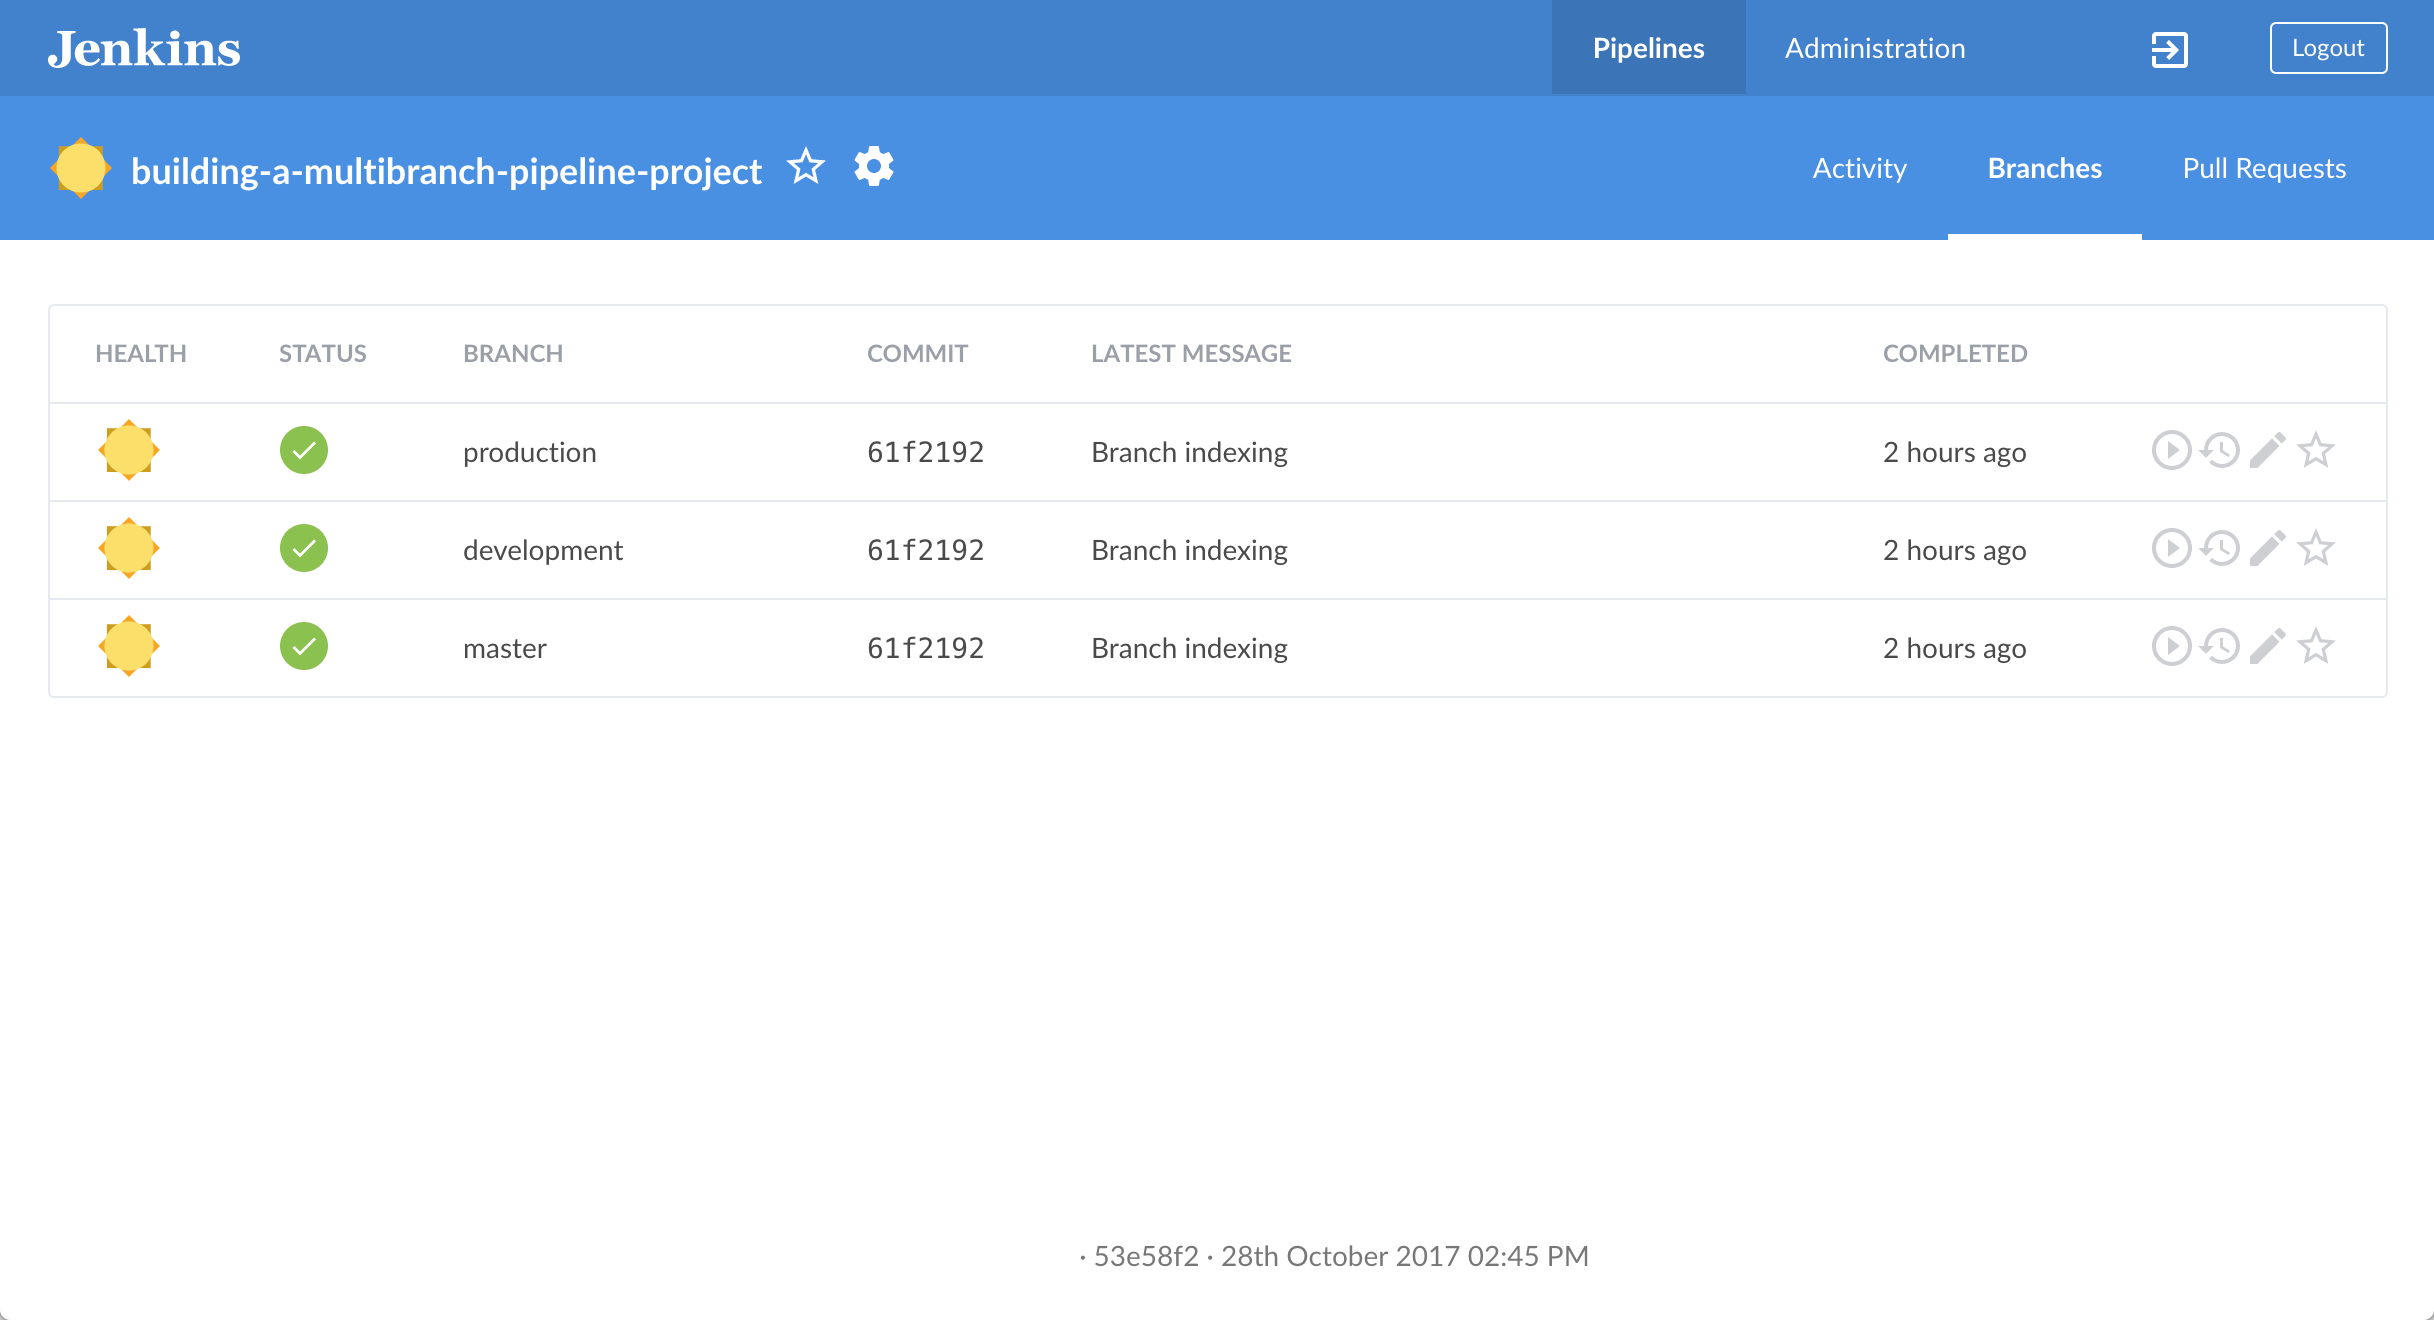 Jenkins Pipelines Administration Logout
building-a-multibranch-pipeline-project Activity Branches Pull Requests
HEALTH STATUS BRANCH COMMIT LATEST MESSAGE COMPLETED
production 61f2192 Branch indexing 2 hours ago
development 61f2192 Branch indexing 2 hours ago
master 61f2192 Branch indexing 2 hours ago
· 53e58f2 · 28th October 2017 02:45 PM